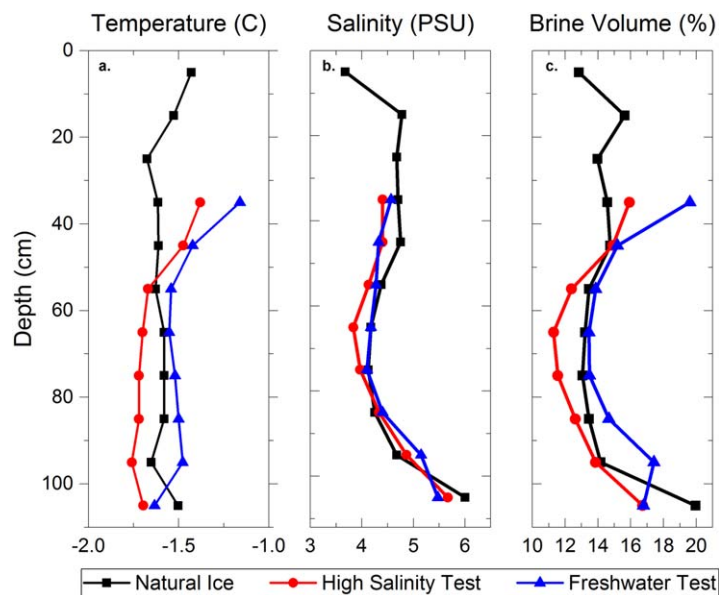 Temperature (C) Salinity (PSU) Brine Volume (%)
a. b. c.
0
20
40
60
80
100
Depth (cm)
-2.0 -1.5 -1.0 3 4 5 6 10 12 14 16 18 20
Natural Ice High Salinity Test Freshwater Test